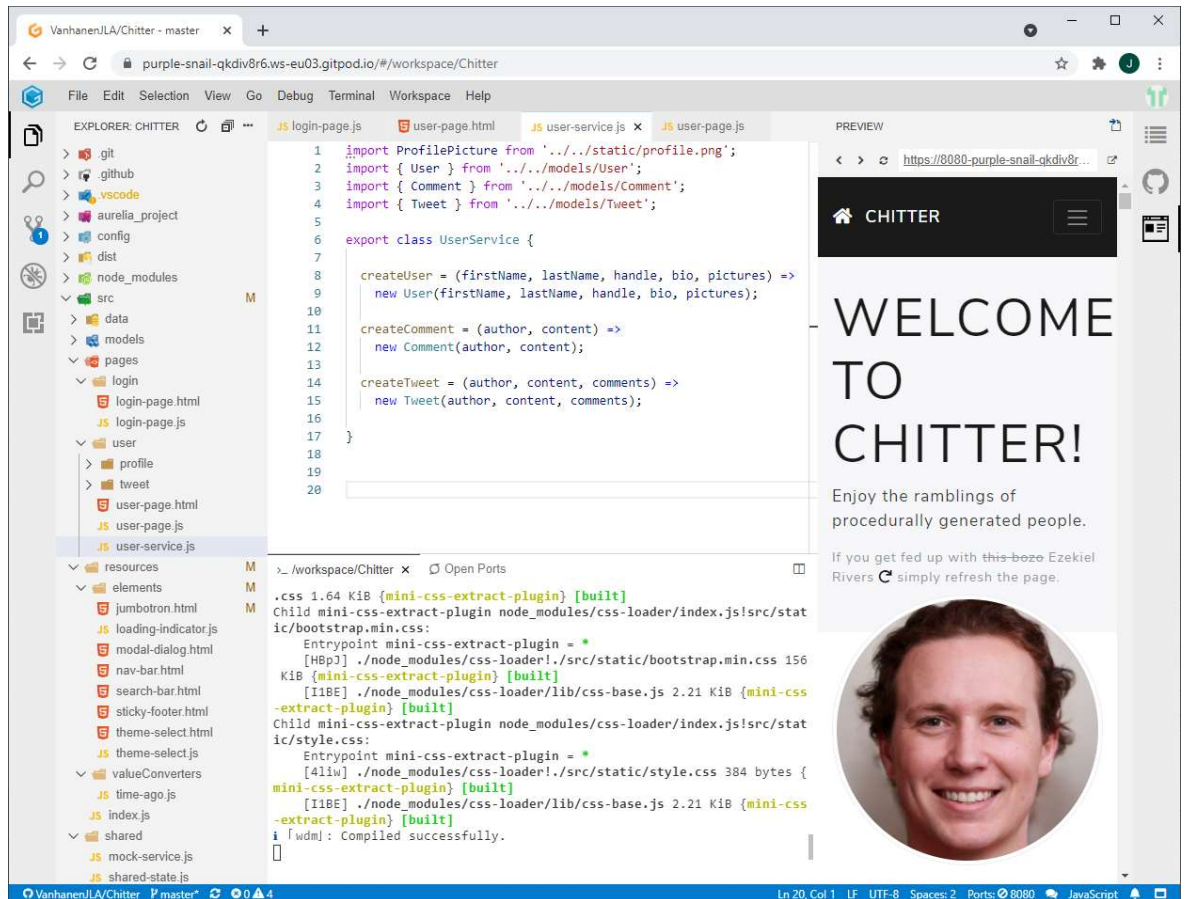 VanhanenJLA/Chitter - master
purple-snail-qkdiv8r6.ws-eu03.gitpod.io/#/workspace/Chitter
J
File Edit Selection View Go Debug Terminal Workspace Help
EXPLORER: CHITTER
.git
.github
.vscode
aurelia_project
config
dist
node_modules
src M
data
models
pages
login
login-page.html
JS login-page.js
user
profile
tweet
user-page.html
JS user-page.js
JS user-service.js
resources M
elements M
jumbotron.html M
JS loading-indicator.js
modal-dialog.html
nav-bar.html
search-bar.html
sticky-footer.html
theme-select.html
JS theme-select.js
valueConverters
JS time-ago.js
JS index.js
shared
JS mock-service.js
JS shared-state.js
1
JS login-page.js user-page.html JS user-service.js JS user-page.js
1 import ProfilePicture from '../../static/profile.png';
2 import { User } from '../../models/User';
3 import { Comment } from '../../models/Comment';
4 import { Tweet } from '../../models/Tweet';
5
6 export class UserService {
7
8 createUser = (firstName, lastName, handle, bio, pictures) =>
9 new User(firstName, lastName, handle, bio, pictures);
10
11 createComment = (author, content) =>
12 new Comment(author, content);
13
14 createTweet = (author, content, comments) =>
15 new Tweet(author, content, comments);
16
17 }
18
19
20
>_ /workspace/Chitter Open Ports
.css 1.64 KiB {mini-css-extract-plugin} [built]
Child mini-css-extract-plugin node_modules/css-loader/index.js!src/stat
ic/bootstrap.min.css:
Entrypoint mini-css-extract-plugin = *
[HBpJ] ./node_modules/css-loader!./src/static/bootstrap.min.css 156
KiB {mini-css-extract-plugin} [built]
[I1BE] ./node_modules/css-loader/lib/css-base.js 2.21 KiB {mini-css
-extract-plugin} [built]
Child mini-css-extract-plugin node_modules/css-loader/index.js!src/stat
ic/style.css:
Entrypoint mini-css-extract-plugin = *
[4liw] ./node_modules/css-loader!./src/static/style.css 384 bytes {
mini-css-extract-plugin} [built]
[I1BE] ./node_modules/css-loader/lib/css-base.js 2.21 KiB {mini-css
-extract-plugin} [built]
i ｢wdm｣: Compiled successfully.
PREVIEW
https://8080-purple-snail-qkdiv8r...
CHITTER
WELCOME
TO
CHITTER!
Enjoy the ramblings of
procedurally generated people.
If you get fed up with this bozo Ezekiel
Rivers simply refresh the page.
VanhanenJLA/Chitter master* 0 4 Ln 20, Col 1 LF UTF-8 Spaces: 2 Ports: 8080 JavaScript